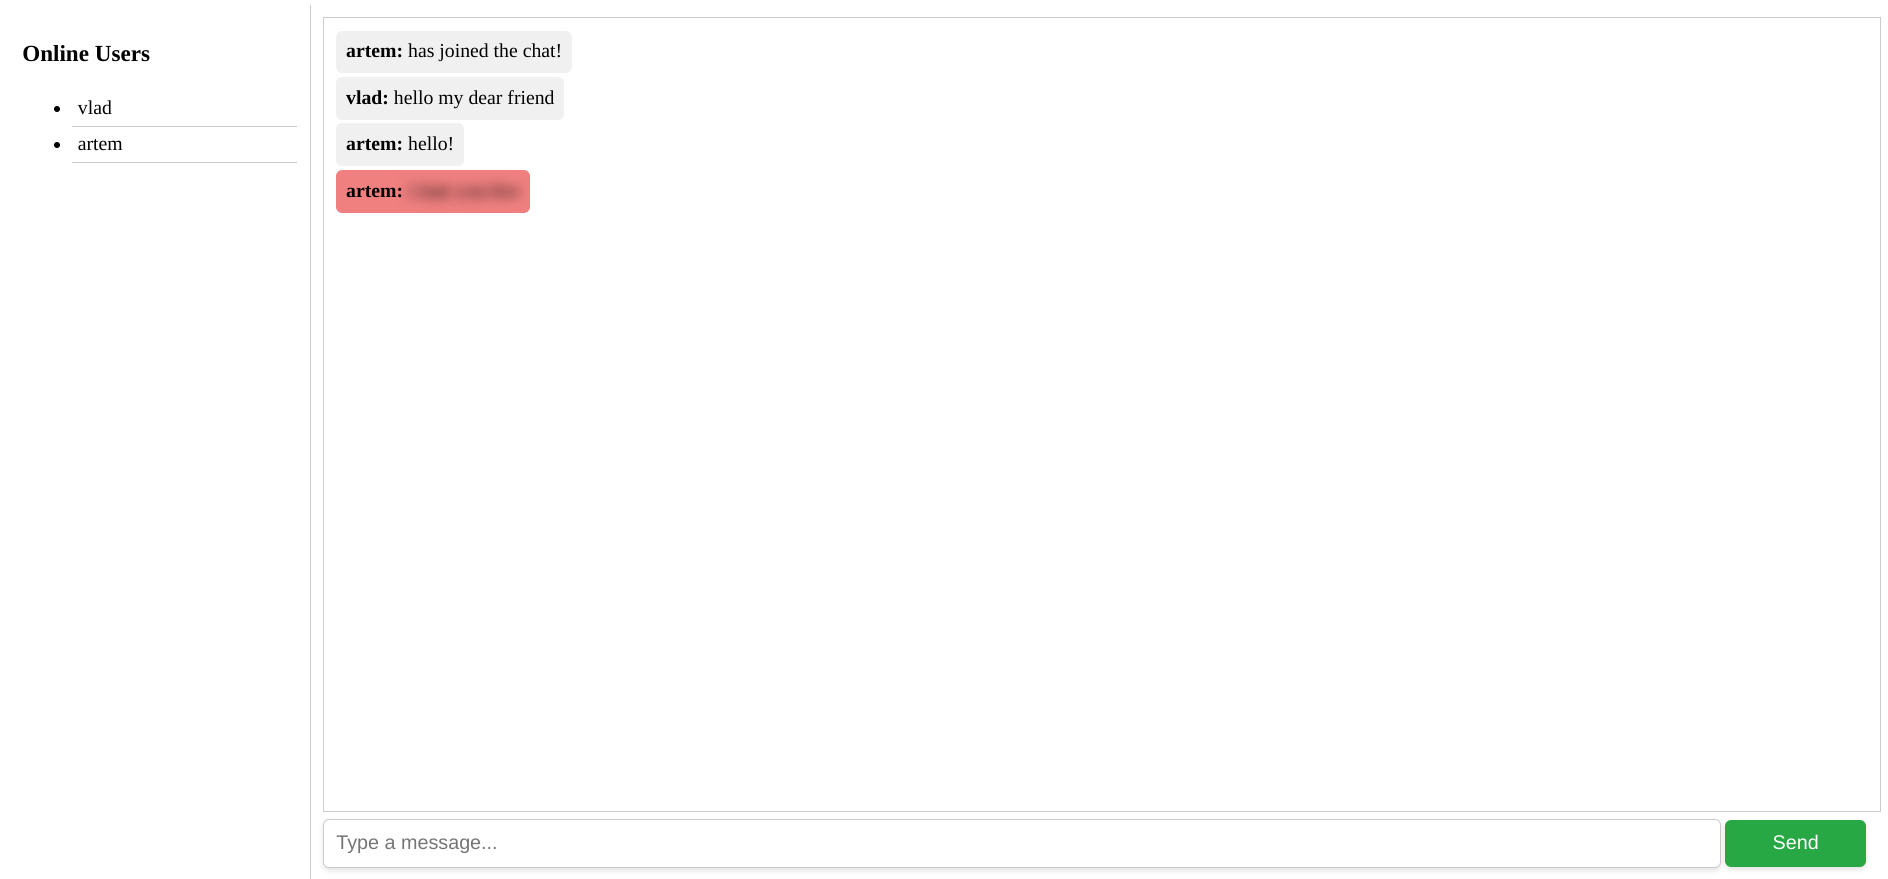 Online Users
vlad
artem
artem: has joined the chat!
vlad: hello my dear friend
artem: hello!
artem:
Type a message...
Send